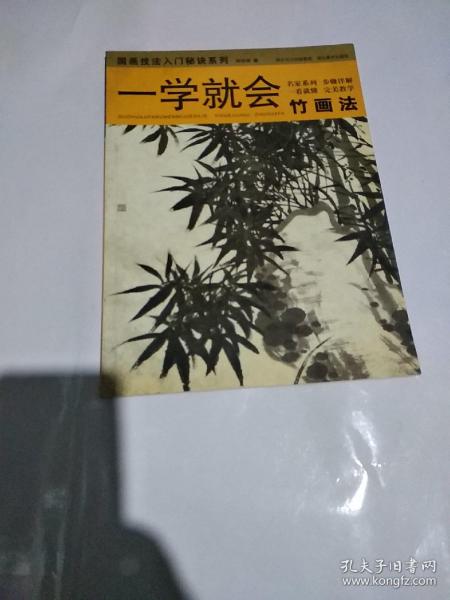 国画技法入门秘诀系列
一学就会
名家系列 步骤详解
一看就懂 完美教学
竹画法
孔夫子旧书网
www.kongfz.com